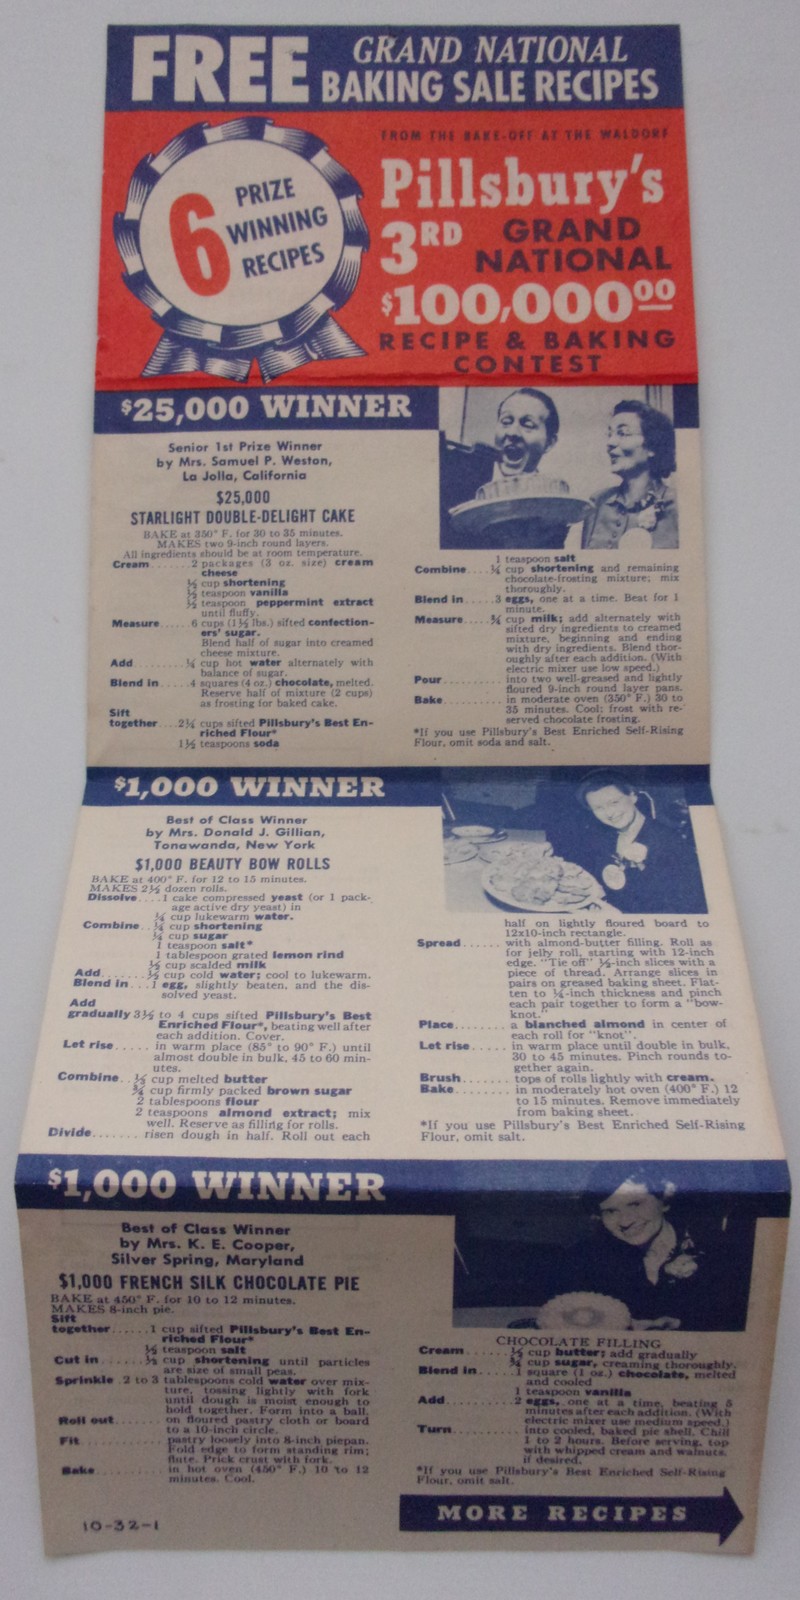 FREE GRAND NATIONAL
BAKING SALE RECIPES
FROM THE BAKE-OFF AT THE WALDORF
6 PRIZE
WINNING
RECIPES
Pillsbury's
3RD GRAND
NATIONAL
$100,000.00
RECIPE & BAKING
CONTEST
$25,000 WINNER
Senior 1st Prize Winner
by Mrs. Samuel P. Weston,
La Jolla, California
$25,000
STARLIGHT DOUBLE-DELIGHT CAKE
BAKE at 350° F. for 30 to 35 minutes.
MAKES two 9-inch round layers.
All ingredients should be at room temperature.
Cream.......2 packages (3 oz. size) cream
cheese
½ cup shortening
½ teaspoon vanilla
½ teaspoon peppermint extract
until fluffy.
Measure.....6 cups (1½ lbs.) sifted confection-
ers' sugar.
Blend half of sugar into creamed
cheese mixture.
Add.........¼ cup hot water alternately with
balance of sugar.
Blend in....4 squares (4 oz.) chocolate, melted.
Reserve half of mixture (2 cups)
as frosting for baked cake.
Sift
together....2¼ cups sifted Pillsbury's Best En-
riched Flour*
1½ teaspoons soda
1 teaspoon salt
Combine.....¼ cup shortening and remaining
chocolate-frosting mixture; mix
thoroughly.
Blend in....3 eggs, one at a time. Beat for 1
minute.
Measure.....¾ cup milk; add alternately with
sifted dry ingredients to creamed
mixture, beginning and ending
with dry ingredients. Blend thor-
oughly after each addition. (With
electric mixer use low speed.)
Pour........into two well-greased and lightly
floured 9-inch round layer pans.
Bake........in moderate oven (350° F.) 30 to
35 minutes. Cool; frost with re-
served chocolate frosting.
*If you use Pillsbury's Best Enriched Self-Rising
Flour, omit soda and salt.
$1,000 WINNER
Best of Class Winner
by Mrs. Donald J. Gillian,
Tonawanda, New York
$1,000 BEAUTY BOW ROLLS
BAKE at 400° F. for 12 to 15 minutes.
MAKES 2½ dozen rolls.
Dissolve....1 cake compressed yeast (or 1 pack-
age active dry yeast) in
¼ cup lukewarm water.
Combine..¼ cup shortening
¼ cup sugar
1 teaspoon salt*
1 tablespoon grated lemon rind
½ cup scalded milk
Add.......½ cup cold water; cool to lukewarm.
Blend in...1 egg, slightly beaten, and the dis-
solved yeast.
Add
gradually 3½ to 4 cups sifted Pillsbury's Best
Enriched Flour*, beating well after
each addition. Cover.
Let rise.....in warm place (85° to 90° F.) until
almost double in bulk, 45 to 60 min-
utes.
Combine..½ cup melted butter
¾ cup firmly packed brown sugar
2 tablespoons flour
2 teaspoons almond extract; mix
well. Reserve as filling for rolls.
Divide.......risen dough in half. Roll out each
half on lightly floured board to
12x10-inch rectangle.
Spread......with almond-butter filling. Roll as
for jelly roll, starting with 12-inch
edge. "Tie off" ½-inch slices with a
piece of thread. Arrange slices in
pairs on greased baking sheet. Flat-
ten to ¼-inch thickness and pinch
each pair together to form a "bow-
knot."
Place.......a blanched almond in center of
each roll for "knot".
Let rise.....in warm place until double in bulk,
30 to 45 minutes. Pinch rounds to-
gether again.
Brush.......tops of rolls lightly with cream.
Bake........in moderately hot oven (400° F.) 12
to 15 minutes. Remove immediately
from baking sheet.
*If you use Pillsbury's Best Enriched Self-Rising
Flour, omit salt.
$1,000 WINNER
Best of Class Winner
by Mrs. K. E. Cooper,
Silver Spring, Maryland
$1,000 FRENCH SILK CHOCOLATE PIE
BAKE at 450° F. for 10 to 12 minutes.
MAKES 8-inch pie.
Sift
together......1 cup sifted Pillsbury's Best En-
riched Flour*
½ teaspoon salt
Cut in.......⅓ cup shortening until particles
are size of small peas.
Sprinkle 2 to 3 tablespoons cold water over mix-
ture, tossing lightly with fork
until dough is moist enough to
hold together. Form into a ball.
Roll out.......on floured pastry cloth or board
to a 10-inch circle.
Fit............pastry loosely into 8-inch piepan.
Fold edge to form standing rim;
flute. Prick crust with fork.
Bake..........in hot oven (450° F.) 10 to 12
minutes. Cool.
CHOCOLATE FILLING
Cream.......½ cup butter; add gradually
¾ cup sugar, creaming thoroughly.
Blend in.....1 square (1 oz.) chocolate, melted
and cooled
1 teaspoon vanilla
Add..........2 eggs, one at a time, beating 5
minutes after each addition. (With
electric mixer use medium speed.)
Turn.........into cooled, baked pie shell. Chill
1 to 2 hours. Before serving, top
with whipped cream and walnuts,
if desired.
*If you use Pillsbury's Best Enriched Self-Rising
Flour, omit salt.
10-32-1
MORE RECIPES